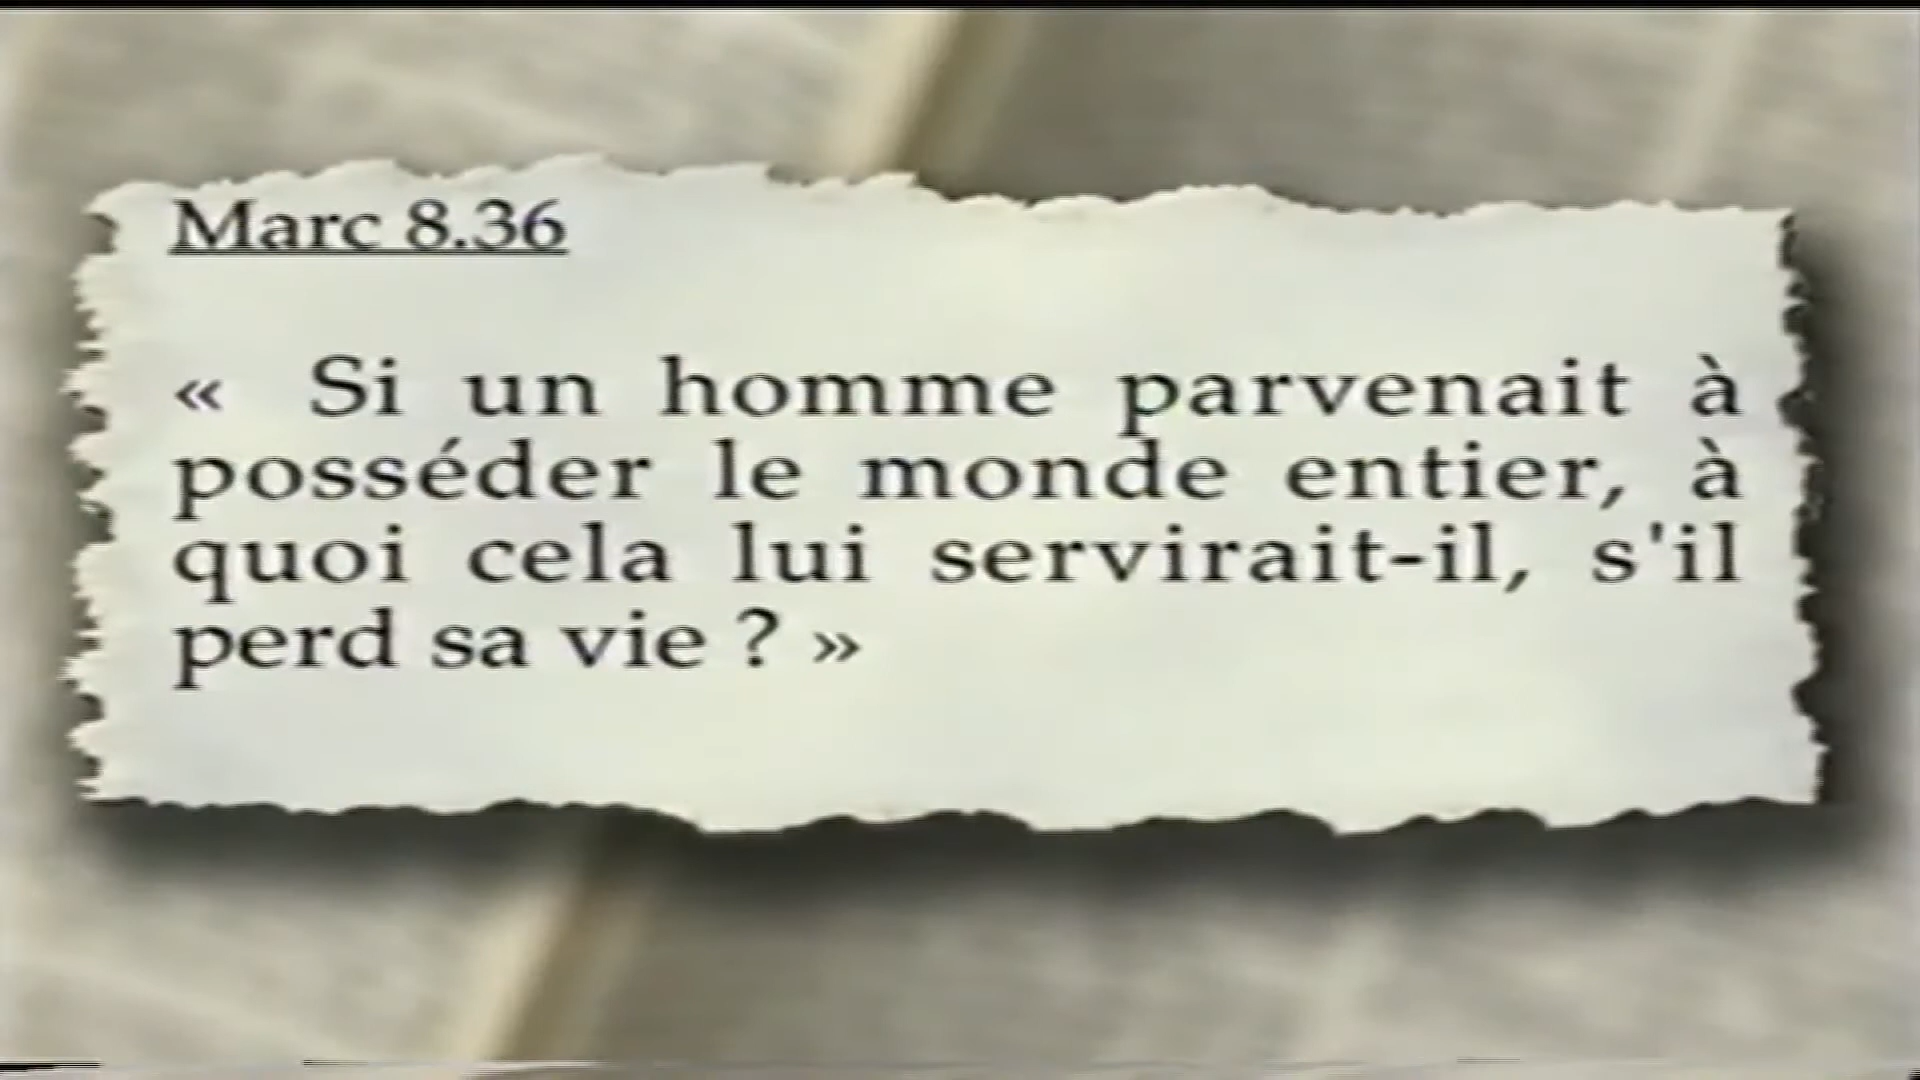 Marc 8.36
« Si un homme parvenait à
posséder le monde entier, à
quoi cela lui servirait-il, s'il
perd sa vie ? »